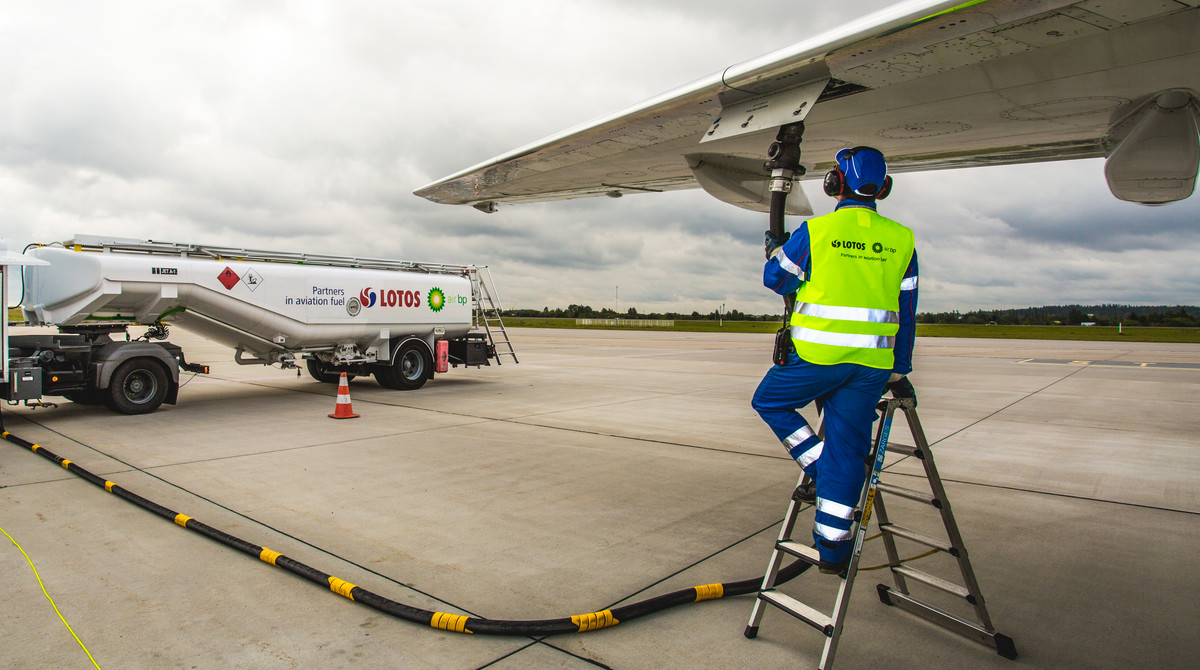 JET A-1
Partners
in aviation fuel
LOTOS
air bp
LOTOS air bp
Partners in aviation fuel